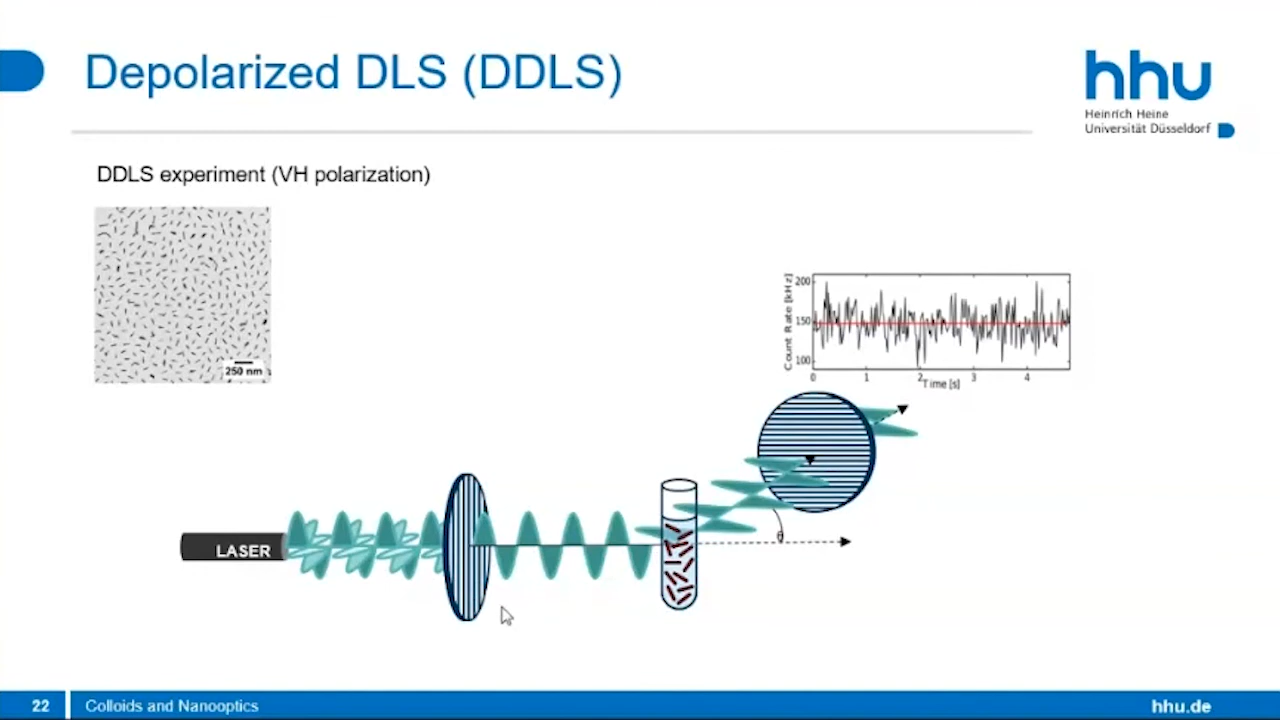 Depolarized DLS (DDLS)
hhu
Heinrich Heine
Universität Düsseldorf
DDLS experiment (VH polarization)
250 nm
Count Rate [kHz]
200
150
100
0 1 2 3 4
Time [s]
LASER
θ
22 Colloids and Nanooptics hhu.de